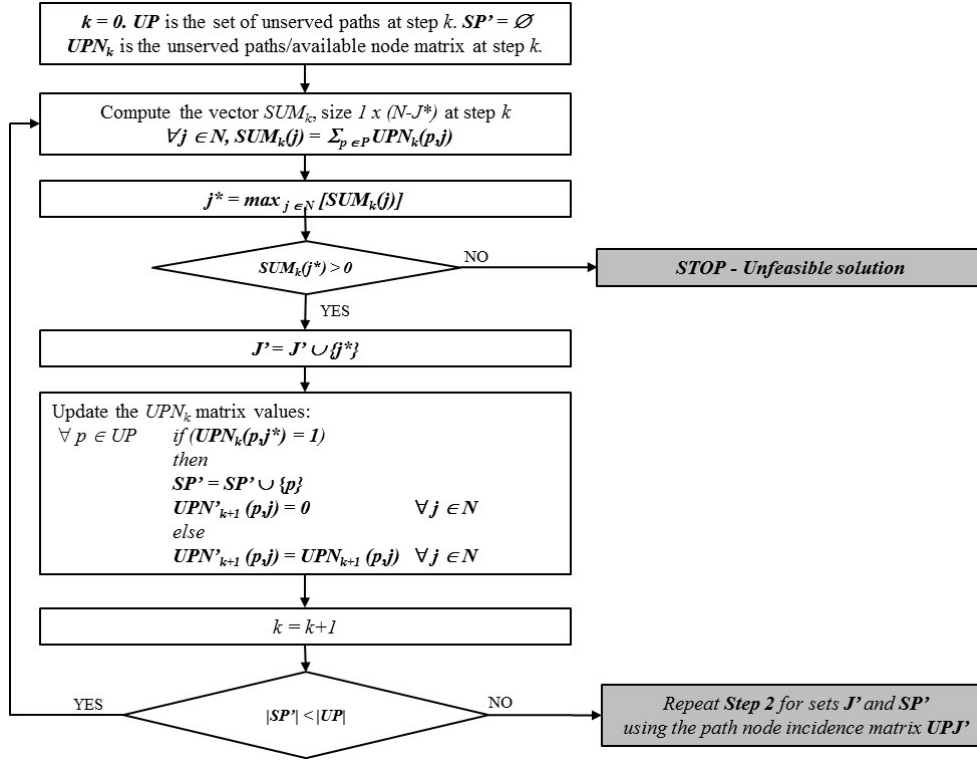 k = 0. UP is the set of unserved paths at step k. SP’ = ∅
UPNk is the unserved paths/available node matrix at step k.
Compute the vector SUMk, size 1 x (N-J*) at step k
∀j ∈ N, SUMk(j) = Σp ∈P UPNk(p,j)
j* = max j ∈N [SUMk(j)]
SUMk(j*) > 0
NO
STOP - Unfeasible solution
YES
J’ = J’ ∪ {j*}
Update the UPNk matrix values:
∀ p ∈ UP if (UPNk(p,j*) = 1)
then
SP’ = SP’ ∪ {p}
UPN’k+1 (p,j) = 0 ∀ j ∈ N
else
UPN’k+1 (p,j) = UPNk+1 (p,j) ∀ j ∈ N
k = k+1
YES
|SP’| < |UP|
NO
Repeat Step 2 for sets J’ and SP’
using the path node incidence matrix UPJ’